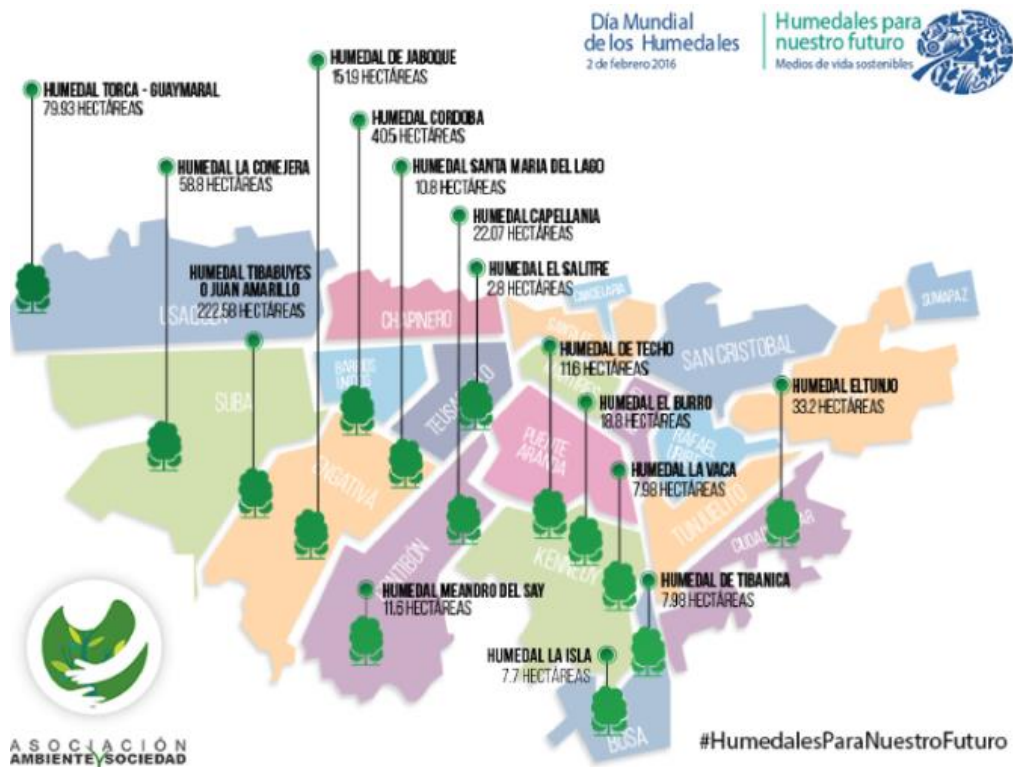 Día Mundial
de los Humedales
2 de febrero 2016
Humedales para
nuestro futuro
Medios de vida sostenibles
HUMEDAL DE JABOQUE
151.9 HECTÁREAS
HUMEDAL TORCA - GUAYMARAL
79.93 HECTÁREAS
HUMEDAL CORDOBA
40.5 HECTÁREAS
HUMEDAL LA CONEJERA
58.8 HECTÁREAS
HUMEDAL SANTA MARIA DEL LAGO
10.8 HECTÁREAS
HUMEDAL CAPELLANIA
22.07 HECTÁREAS
HUMEDAL TIBABUYES
O JUAN AMARILLO
222.58 HECTÁREAS
HUMEDAL EL SALITRE
2.8 HECTÁREAS
CHAPINERO
SUMAPAZ
SAN CRISTOBAL
HUMEDAL DE TECHO
11.6 HECTÁREAS
BARRIOS
UNIDOS
SUBA
HUMEDAL EL TUNJO
33.2 HECTÁREAS
HUMEDAL EL BURRO
18.8 HECTÁREAS
PUENTE
ARANDA
RAFAEL
ENGATIVA
HUMEDAL LA VACA
7.98 HECTÁREAS
TUNJUELITO
KENNEDY
HUMEDAL MEANDRO DEL SAY
11.6 HECTÁREAS
HUMEDAL DE TIBANICA
7.98 HECTÁREAS
HUMEDAL LA ISLA
7.7 HECTÁREAS
BOSA
ASOCIACIÓN
AMBIENTE Y SOCIEDAD
#HumedalesParaNuestroFuturo